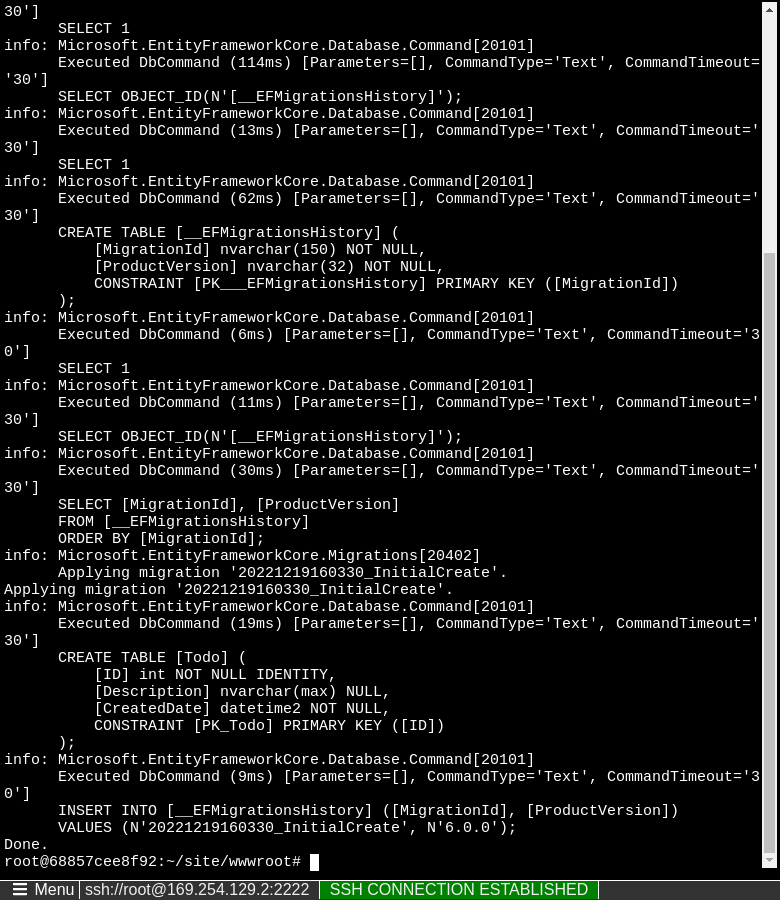 30']
      SELECT 1
info: Microsoft.EntityFrameworkCore.Database.Command[20101]
      Executed DbCommand (114ms) [Parameters=[], CommandType='Text', CommandTimeout=
'30']
      SELECT OBJECT_ID(N'[__EFMigrationsHistory]');
info: Microsoft.EntityFrameworkCore.Database.Command[20101]
      Executed DbCommand (13ms) [Parameters=[], CommandType='Text', CommandTimeout='
30']
      SELECT 1
info: Microsoft.EntityFrameworkCore.Database.Command[20101]
      Executed DbCommand (62ms) [Parameters=[], CommandType='Text', CommandTimeout='
30']
      CREATE TABLE [__EFMigrationsHistory] (
          [MigrationId] nvarchar(150) NOT NULL,
          [ProductVersion] nvarchar(32) NOT NULL,
          CONSTRAINT [PK___EFMigrationsHistory] PRIMARY KEY ([MigrationId])
      );
info: Microsoft.EntityFrameworkCore.Database.Command[20101]
      Executed DbCommand (6ms) [Parameters=[], CommandType='Text', CommandTimeout='3
0']
      SELECT 1
info: Microsoft.EntityFrameworkCore.Database.Command[20101]
      Executed DbCommand (11ms) [Parameters=[], CommandType='Text', CommandTimeout='
30']
      SELECT OBJECT_ID(N'[__EFMigrationsHistory]');
info: Microsoft.EntityFrameworkCore.Database.Command[20101]
      Executed DbCommand (30ms) [Parameters=[], CommandType='Text', CommandTimeout='
30']
      SELECT [MigrationId], [ProductVersion]
      FROM [__EFMigrationsHistory]
      ORDER BY [MigrationId];
info: Microsoft.EntityFrameworkCore.Migrations[20402]
      Applying migration '20221219160330_InitialCreate'.
Applying migration '20221219160330_InitialCreate'.
info: Microsoft.EntityFrameworkCore.Database.Command[20101]
      Executed DbCommand (19ms) [Parameters=[], CommandType='Text', CommandTimeout='
30']
      CREATE TABLE [Todo] (
          [ID] int NOT NULL IDENTITY,
          [Description] nvarchar(max) NULL,
          [CreatedDate] datetime2 NOT NULL,
          CONSTRAINT [PK_Todo] PRIMARY KEY ([ID])
      );
info: Microsoft.EntityFrameworkCore.Database.Command[20101]
      Executed DbCommand (9ms) [Parameters=[], CommandType='Text', CommandTimeout='3
0']
      INSERT INTO [__EFMigrationsHistory] ([MigrationId], [ProductVersion])
      VALUES (N'20221219160330_InitialCreate', N'6.0.0');
Done.
root@68857cee8f92:~/site/wwwroot#
Menu ssh://root@169.254.129.2:2222 SSH CONNECTION ESTABLISHED